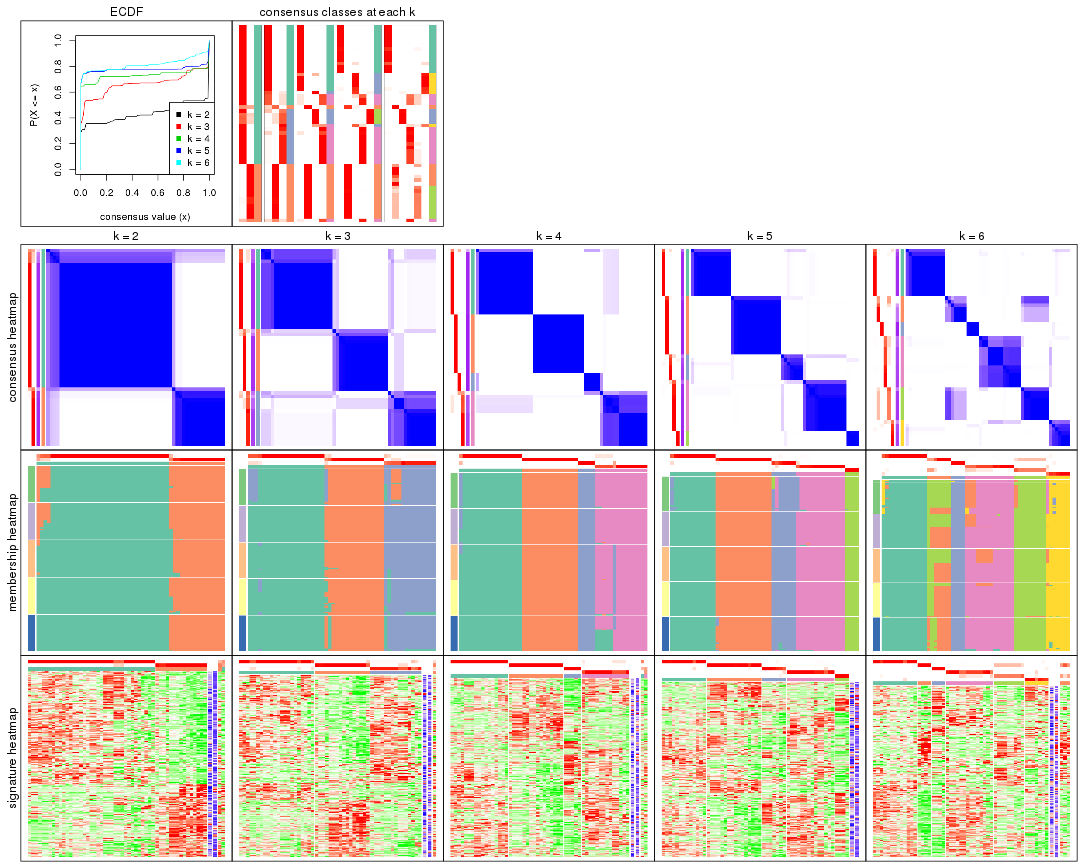 ECDF
consensus classes at each k
P(X <= x)
0.0
0.2
0.4
0.6
0.8
1.0
k = 2
k = 3
k = 4
k = 5
k = 6
0.0 0.2 0.4 0.6 0.8 1.0
consensus value (x)
k = 2
k = 3
k = 4
k = 5
k = 6
consensus heatmap
membership heatmap
signature heatmap